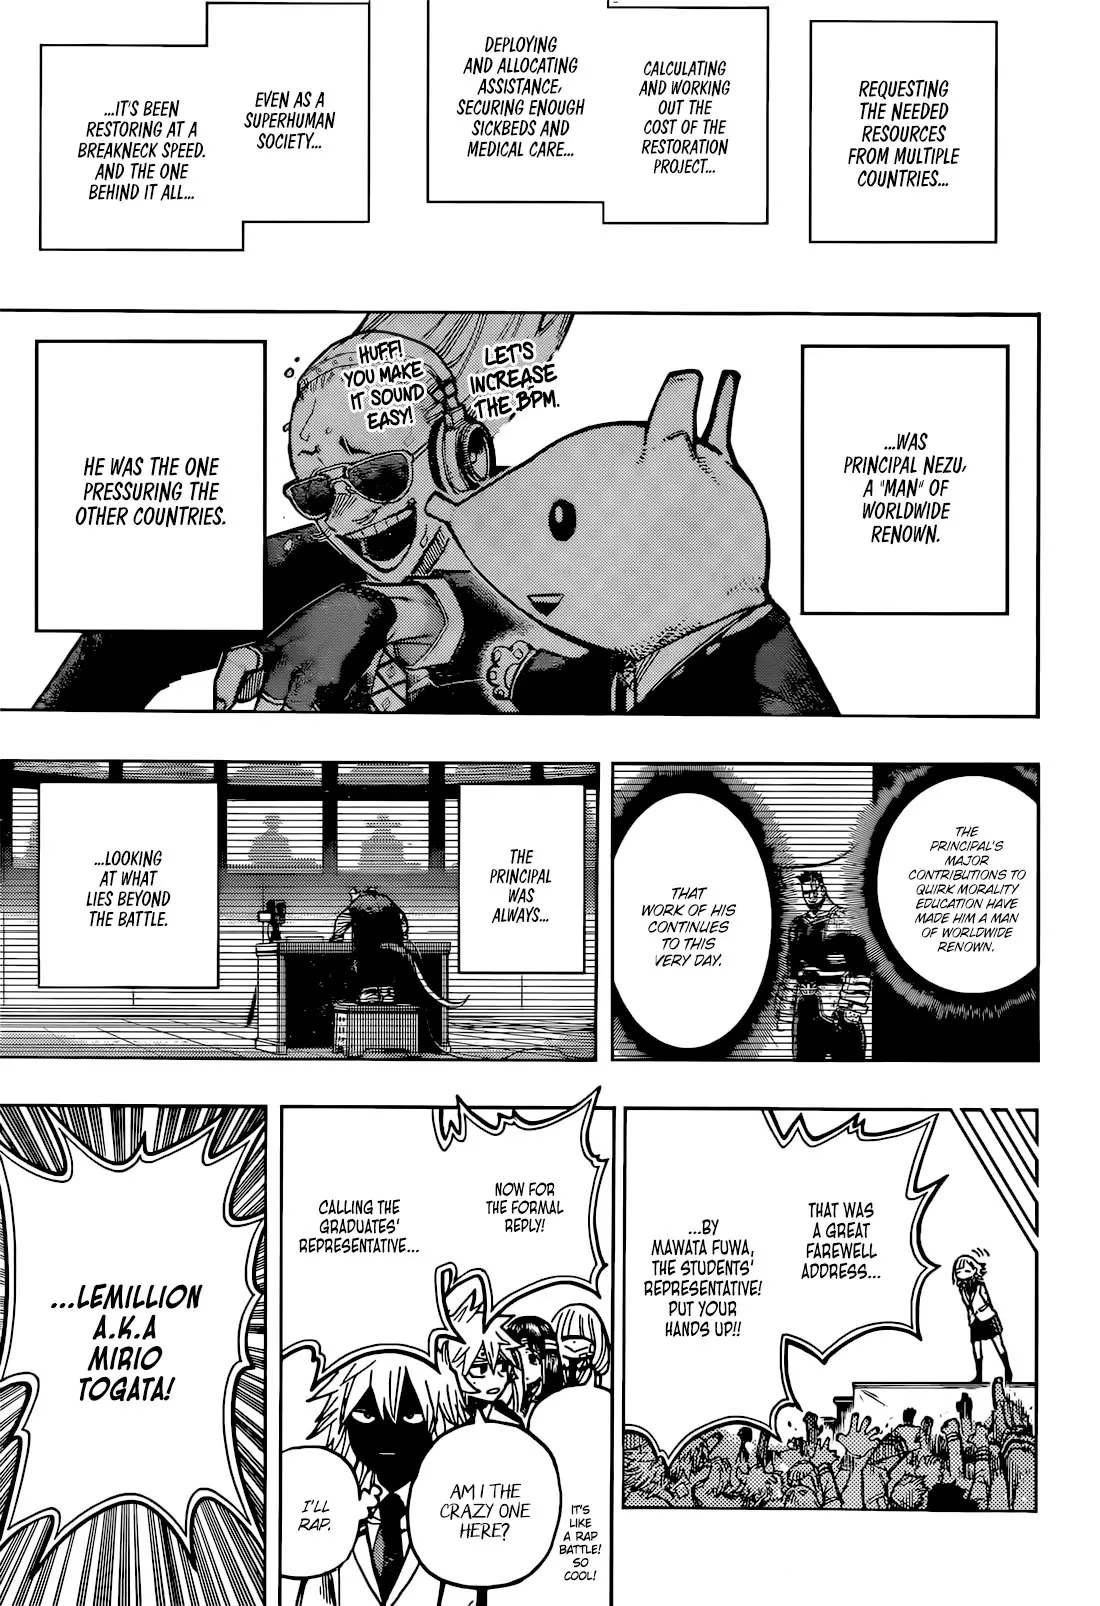 REQUESTING
THE NEEDED
RESOURCES
FROM MULTIPLE
COUNTRIES...
CALCULATING
AND WORKING
OUT THE
COST OF THE
RESTORATION
PROJECT...
DEPLOYING
AND ALLOCATING
ASSISTANCE,
SECURING ENOUGH
SICKBEDS AND
MEDICAL CARE...
EVEN AS A
SUPERHUMAN
SOCIETY...
...IT'S BEEN
RESTORING AT A
BREAKNECK SPEED.
AND THE ONE
BEHIND IT ALL...
...WAS
PRINCIPAL NEZU,
A "MAN" OF
WORLDWIDE
RENOWN.
LET'S
INCREASE
THE BPM.
HUFF!
YOU MAKE
IT SOUND
EASY!
HE WAS THE ONE
PRESSURING THE
OTHER COUNTRIES.
THE
PRINCIPAL'S
MAJOR
CONTRIBUTIONS TO
QUIRK MORALITY
EDUCATION HAVE
MADE HIM A MAN
OF WORLDWIDE
RENOWN.
THAT
WORK OF HIS
CONTINUES
TO THIS
VERY DAY.
THE
PRINCIPAL
WAS
ALWAYS...
...LOOKING
AT WHAT
LIES BEYOND
THE BATTLE.
THAT WAS
A GREAT
FAREWELL
ADDRESS...
...BY
MAWATA FUWA,
THE STUDENTS'
REPRESENTATIVE!
PUT YOUR
HANDS UP!!
NOW FOR
THE FORMAL
REPLY!
CALLING THE
GRADUATES'
REPRESENTATIVE...
IT'S
LIKE
A RAP
BATTLE!
SO
COOL!
AM I THE
CRAZY ONE
HERE?
I'LL
RAP.
...LEMILLION
A.K.A
MIRIO
TOGATA!